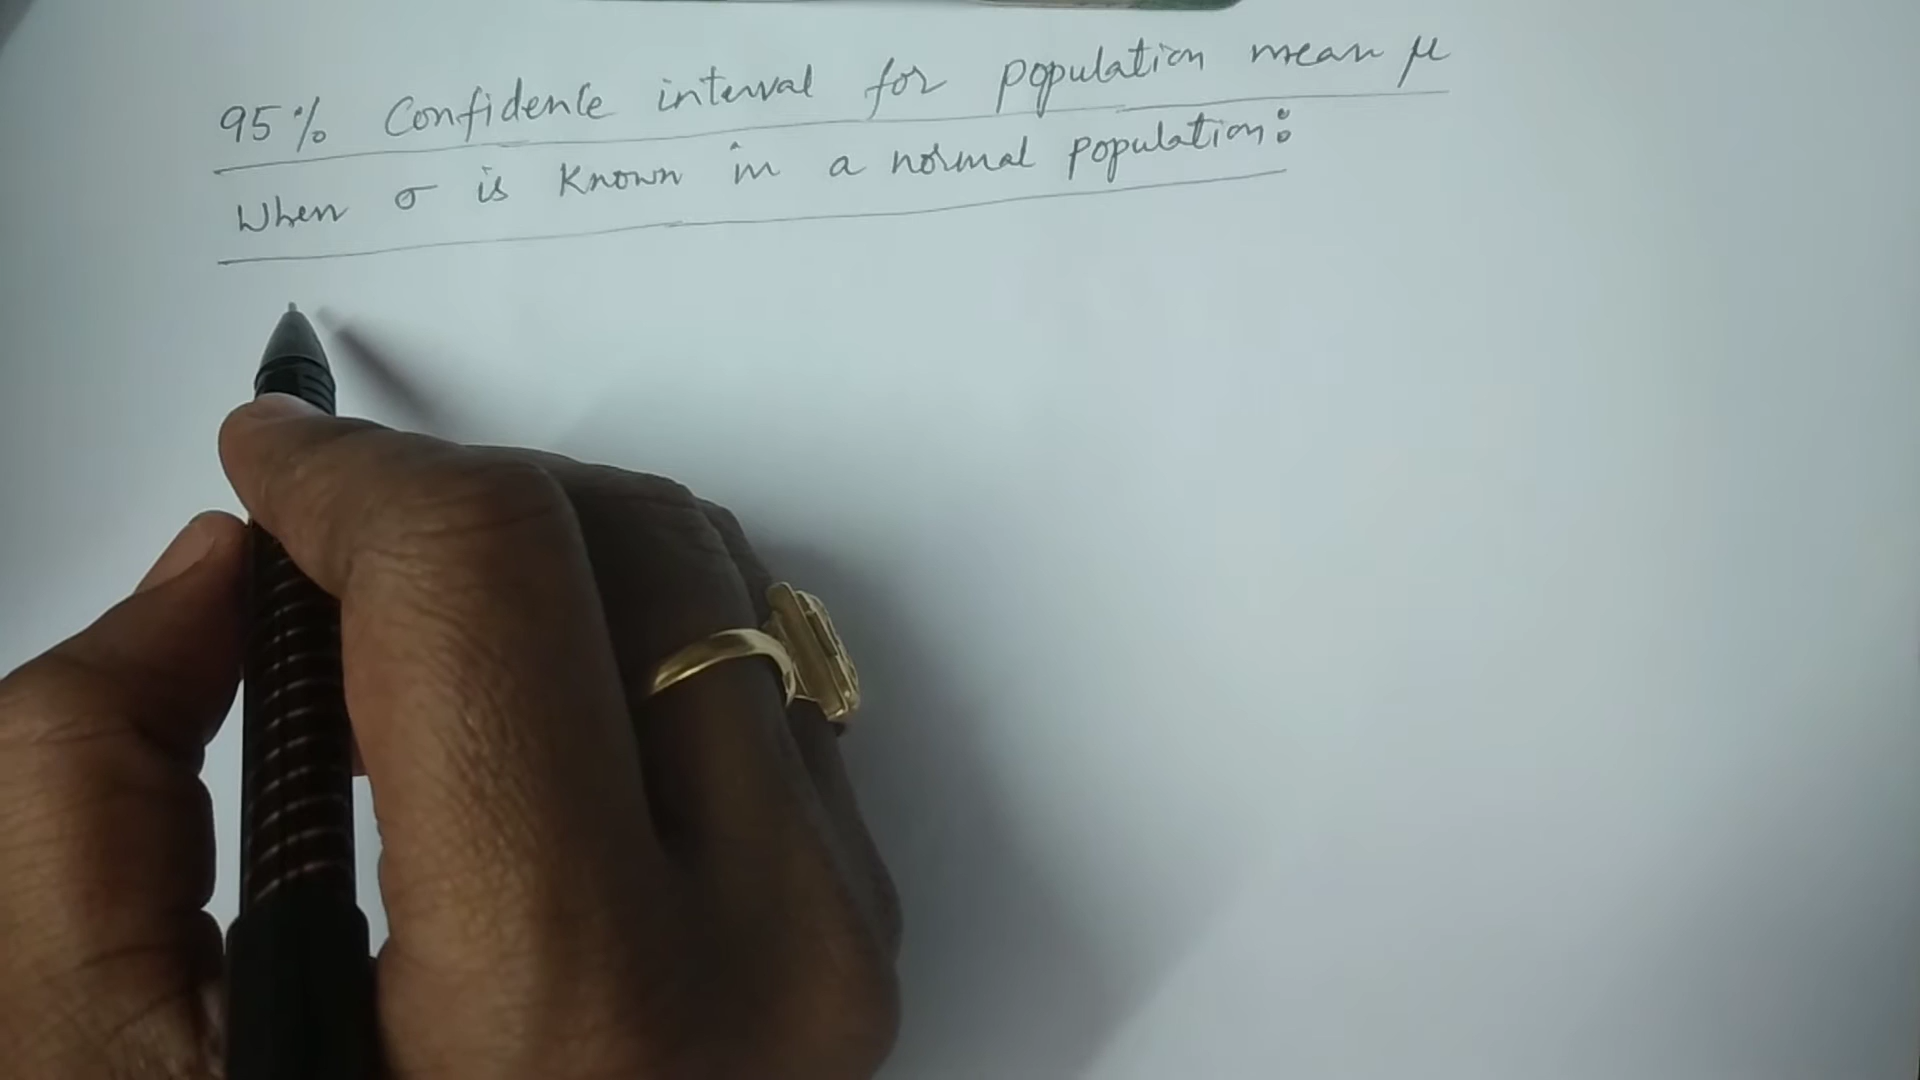 95% Confidence interval for population mean μ
When σ is known in a normal population: